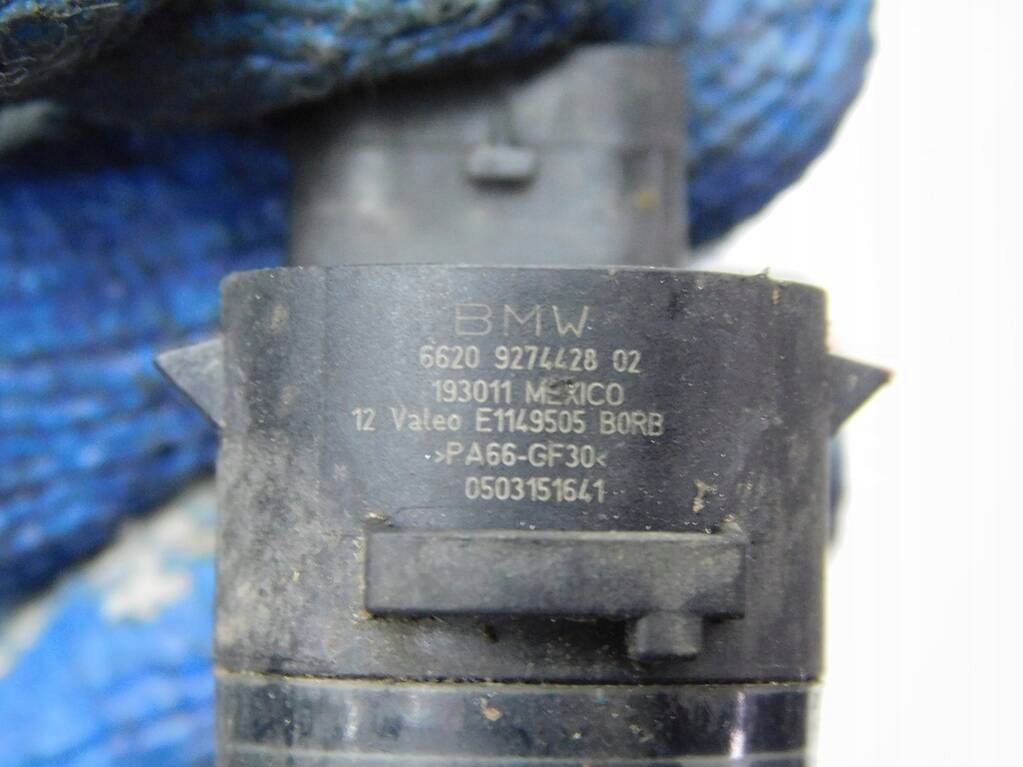 BMW
6620 9274428 02
193011 MEXICO
12 Valeo E1149505 B0RB
>PA66-GF30<
0503151641